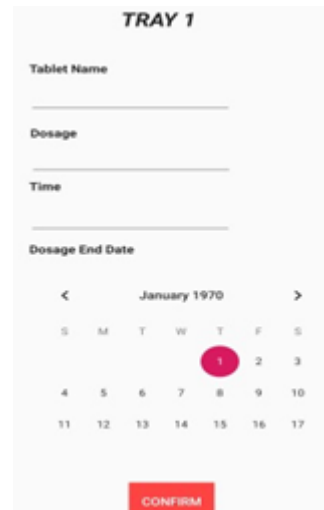 TRAY 1
Tablet Name
Dosage
Time
Dosage End Date
< January 1970 >
S M T W T F S
1 2 3
4 5 6 7 8 9 10
11 12 13 14 15 16 17
CONFIRM